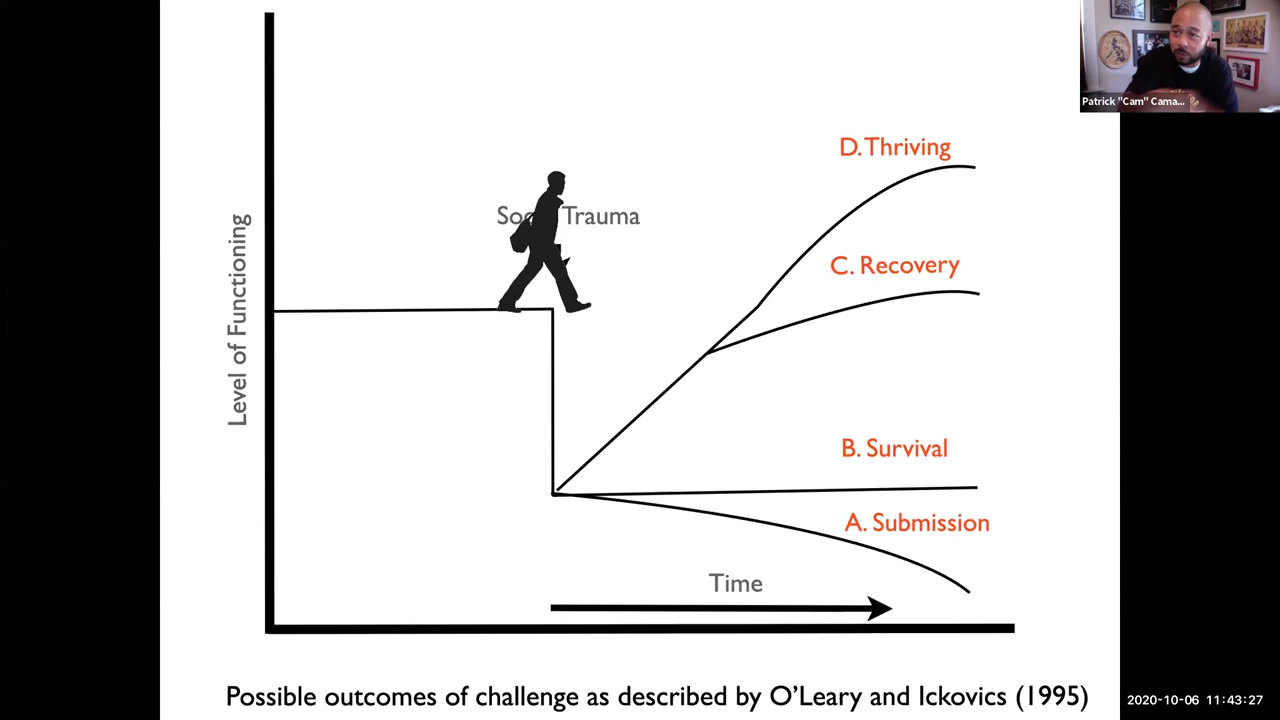 Patrick "Cam" Cama...
D. Thriving
Trauma
C. Recovery
Level of Functioning
B. Survival
A. Submission
Time
Possible outcomes of challenge as described by O'Leary and Ickovics (1995)
2020-10-06 11:43:27